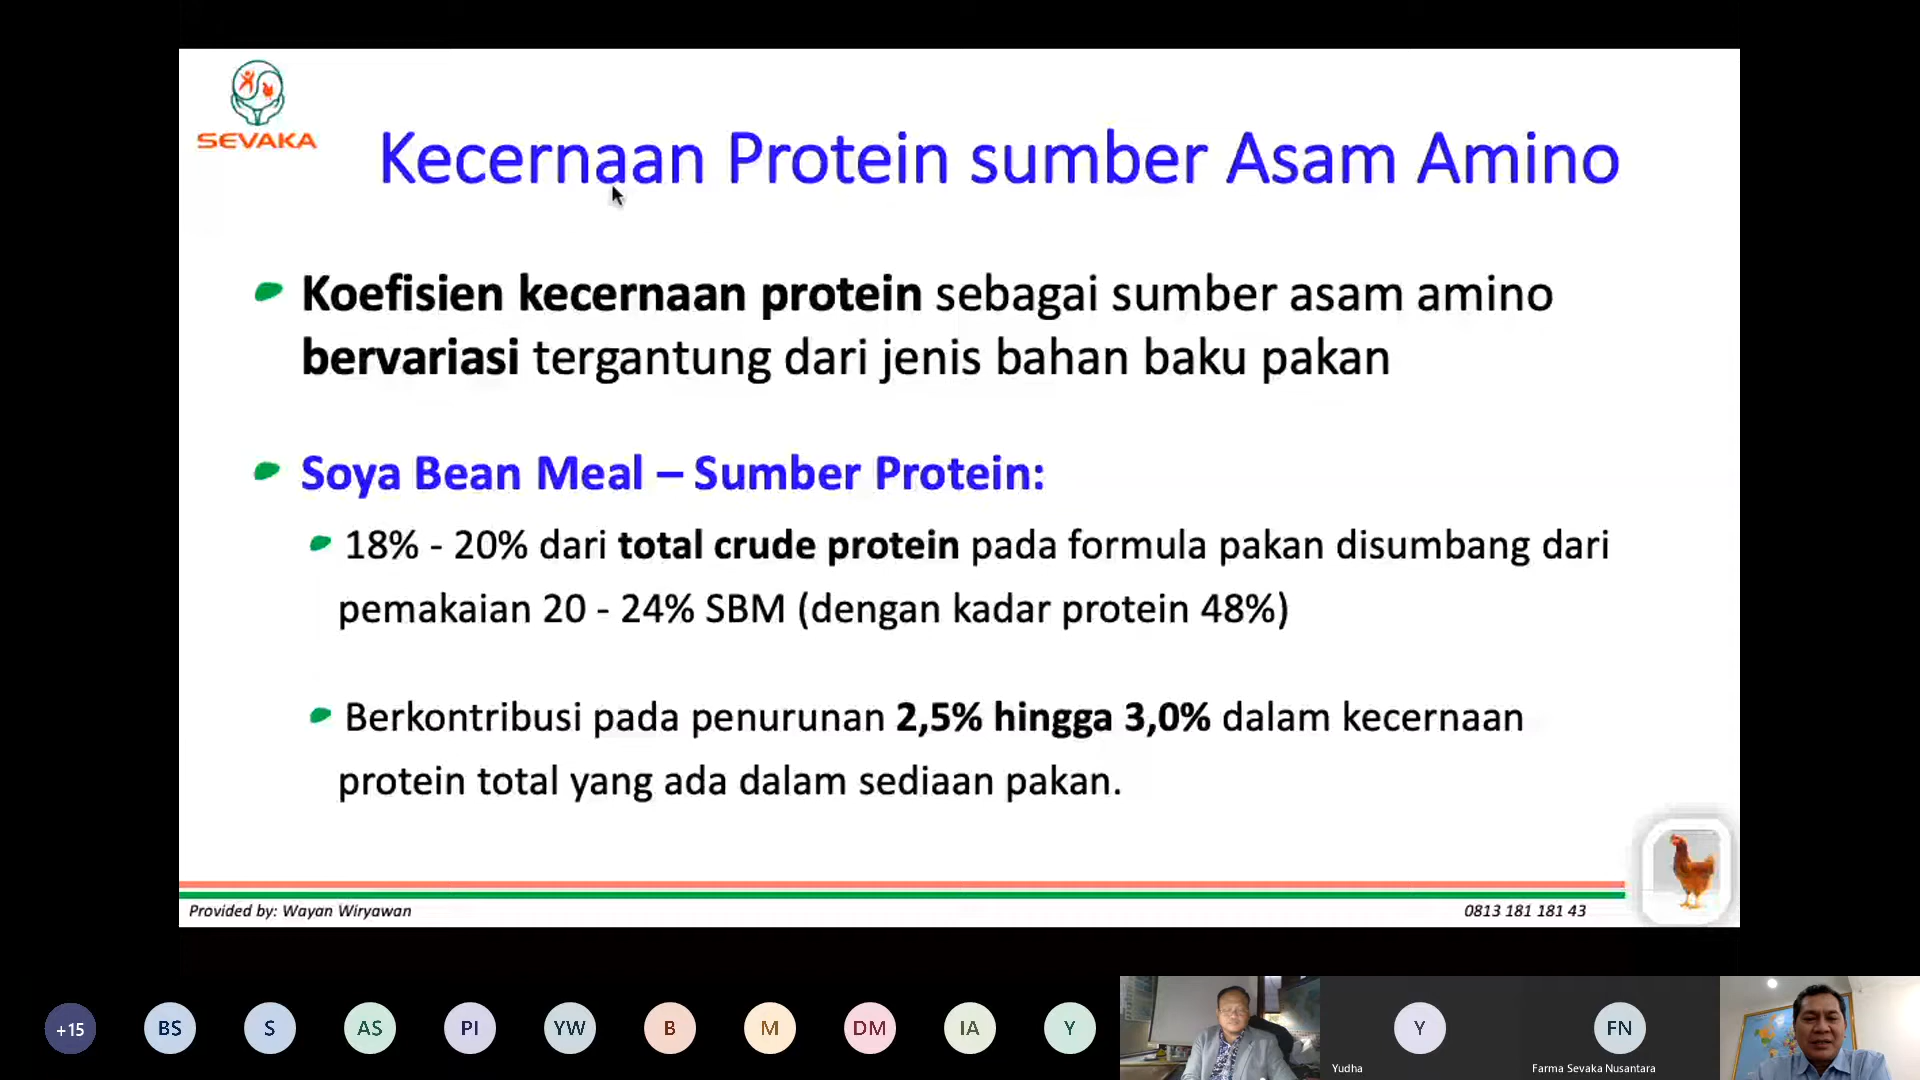 SEVAKA
Kecernaan Protein sumber Asam Amino
Koefisien kecernaan protein sebagai sumber asam amino
bervariasi tergantung dari jenis bahan baku pakan
Soya Bean Meal – Sumber Protein:
18% - 20% dari total crude protein pada formula pakan disumbang dari
pemakaian 20 - 24% SBM (dengan kadar protein 48%)
Berkontribusi pada penurunan 2,5% hingga 3,0% dalam kecernaan
protein total yang ada dalam sediaan pakan.
Provided by: Wayan Wiryawan
0813 181 181 43
+15
BS
S
AS
PI
YW
B
M
DM
IA
Y
Y
Yudha
FN
Farma Sevaka Nusantara